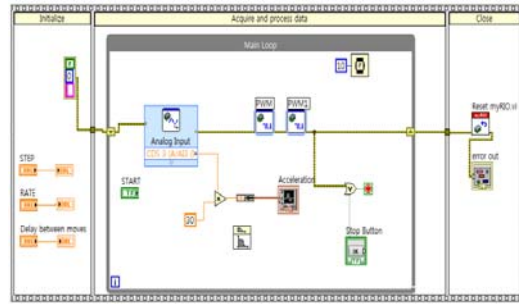 Initialize
Acquire and process data
Close
Main Loop
10
PWM
PWM1
Reset myRIO.vi
Analog Input
error out
STEP
START
Acceleration
RATE
30
Stop Button
Delay between moves
i